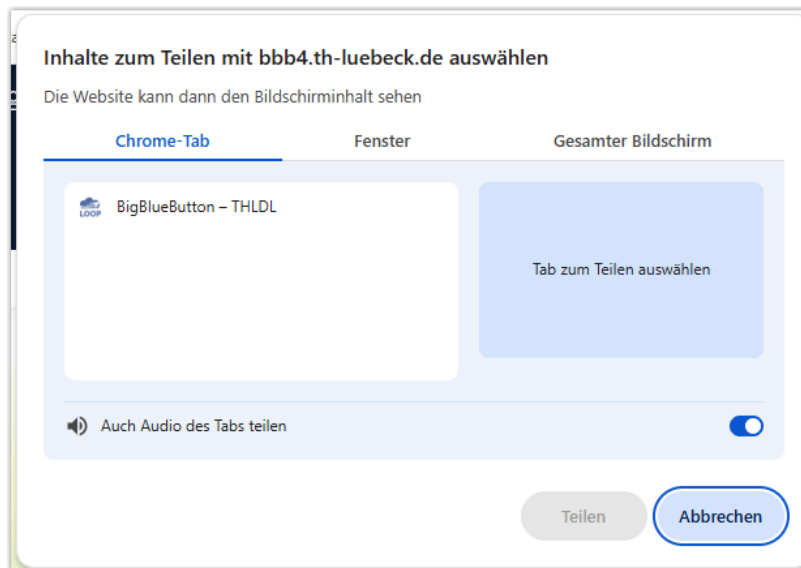 Inhalte zum Teilen mit bbb4.th-luebeck.de auswählen
Die Website kann dann den Bildschirminhalt sehen
Chrome-Tab
Fenster
Gesamter Bildschirm
LOOP
BigBlueButton – THLDL
Tab zum Teilen auswählen
Auch Audio des Tabs teilen
Teilen
Abbrechen